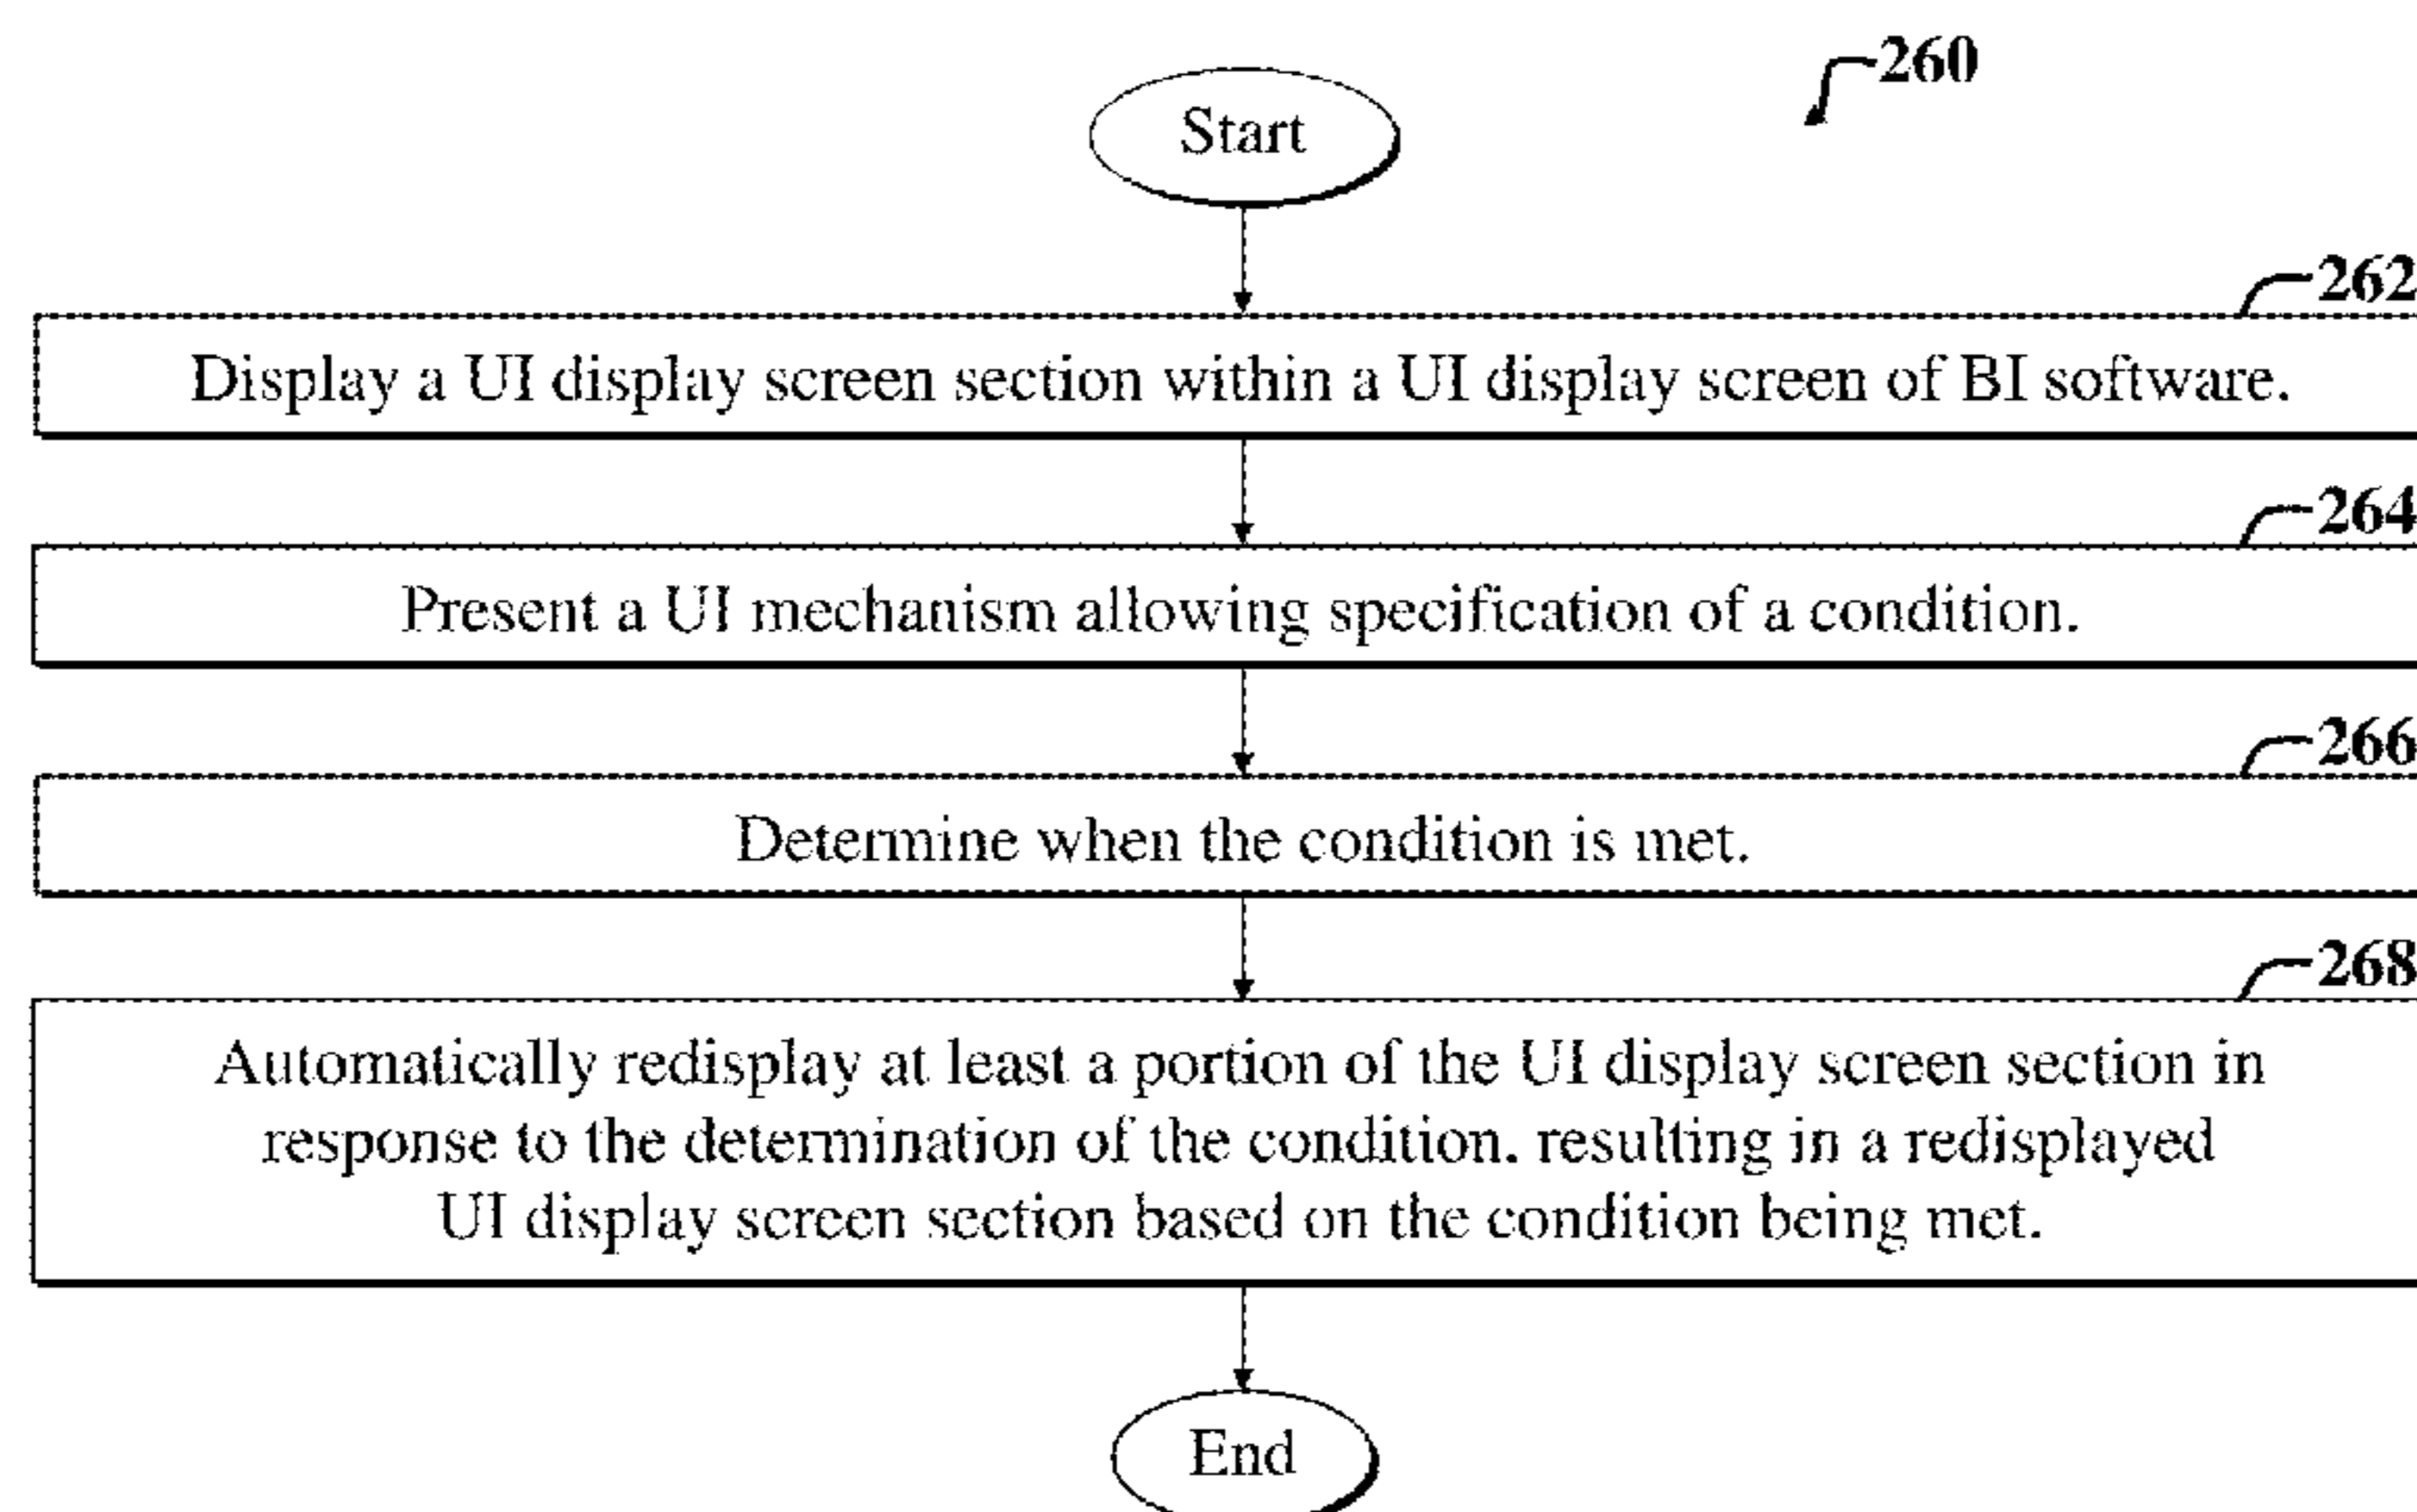 260
Start
262
Display a UI display screen section within a UI display screen of BI software.
264
Present a UI mechanism allowing specification of a condition.
266
Determine when the condition is met.
268
Automatically redisplay at least a portion of the UI display screen section in
response to the determination of the condition. resulting in a redisplayed
UI display screen section based on the condition being met.
End